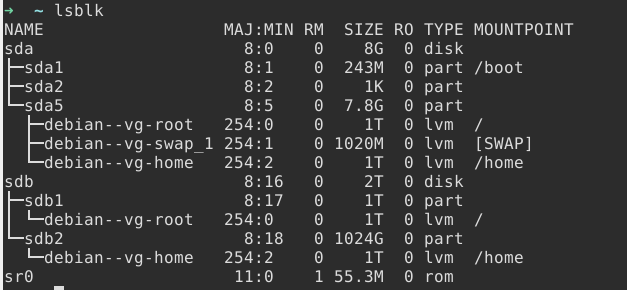 ➜  ~ lsblk
NAME                  MAJ:MIN RM  SIZE RO TYPE MOUNTPOINT
sda                     8:0    0    8G  0 disk
├─sda1                  8:1    0  243M  0 part /boot
├─sda2                  8:2    0    1K  0 part
└─sda5                  8:5    0  7.8G  0 part
  ├─debian--vg-root   254:0    0    1T  0 lvm  /
  ├─debian--vg-swap_1 254:1    0 1020M  0 lvm  [SWAP]
  └─debian--vg-home   254:2    0    1T  0 lvm  /home
sdb                     8:16   0    2T  0 disk
├─sdb1                  8:17   0    1T  0 part
│ └─debian--vg-root   254:0    0    1T  0 lvm  /
└─sdb2                  8:18   0 1024G  0 part
  └─debian--vg-home   254:2    0    1T  0 lvm  /home
sr0                    11:0    1 55.3M  0 rom